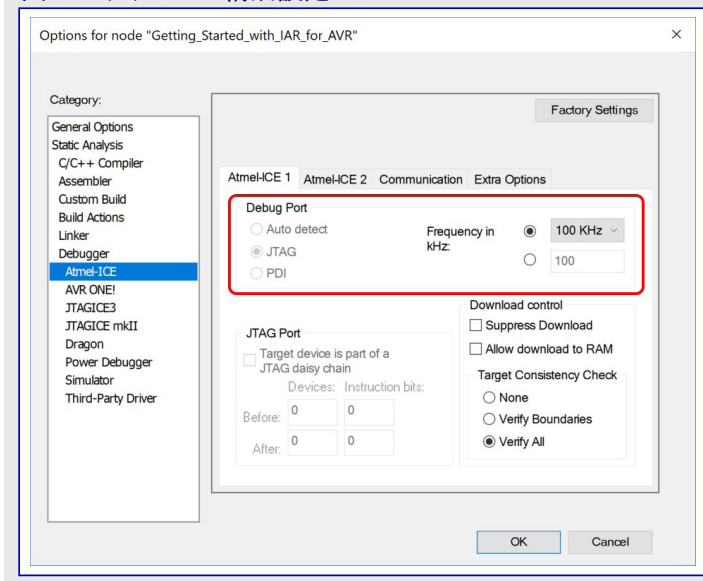 Options for node "Getting_Started_with_IAR_for_AVR"
Category:
General Options
Static Analysis
C/C++ Compiler
Assembler
Custom Build
Build Actions
Linker
Debugger
Atmel-ICE
AVR ONE!
JTAGICE3
JTAGICE mkII
Dragon
Power Debugger
Simulator
Third-Party Driver
Factory Settings
Atmel-ICE 1 Atmel-ICE 2 Communication Extra Options
Debug Port
Auto detect
JTAG
PDI
Frequency in
kHz:
100 KHz
100
JTAG Port
Target device is part of a
JTAG daisy chain
Devices: Instruction bits:
Before: 0 0
After: 0 0
Download control
Suppress Download
Allow download to RAM
Target Consistency Check
None
Verify Boundaries
Verify All
OK Cancel